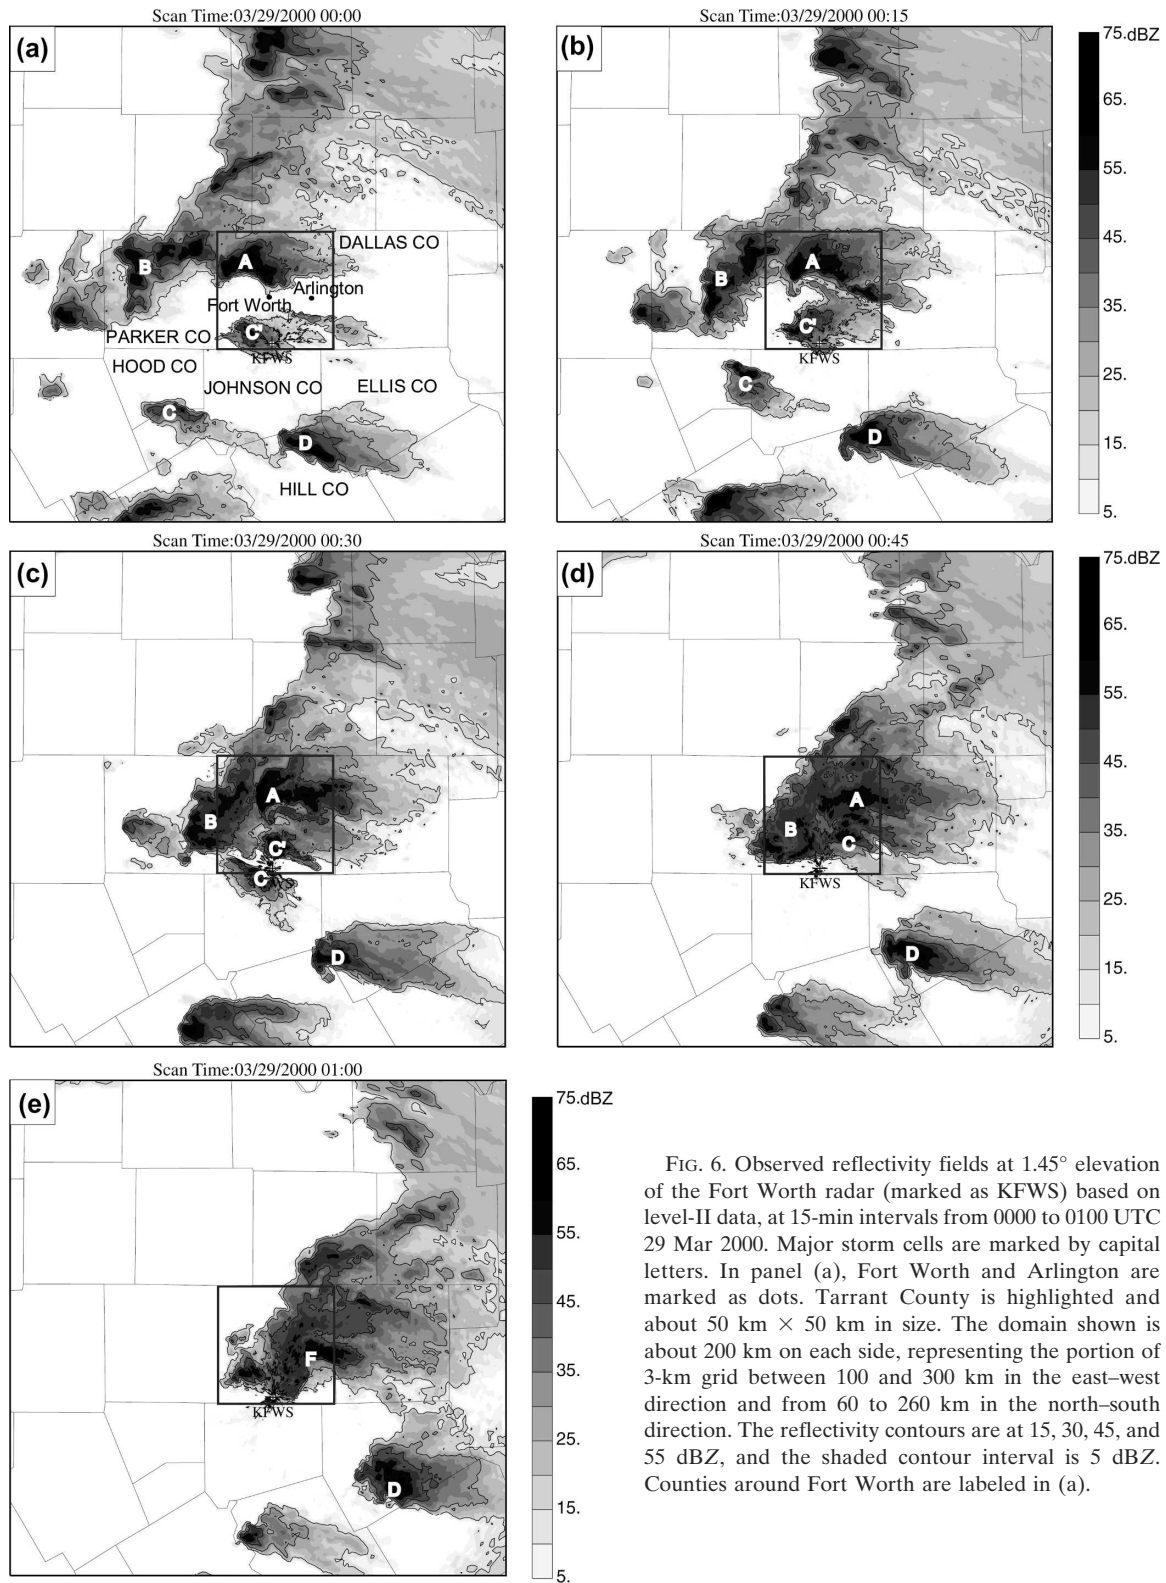 Scan Time:03/29/2000 00:00
(a)
B
A
DALLAS CO
Arlington
Fort Worth
C'
KFWS
PARKER CO
HOOD CO
JOHNSON CO
ELLIS CO
C
D
HILL CO
Scan Time:03/29/2000 00:15
(b)
B
A
C'
KFWS
C
D
75.dBZ
65.
55.
45.
35.
25.
15.
5.
Scan Time:03/29/2000 00:30
(c)
A
B
C'
C
D
Scan Time:03/29/2000 00:45
(d)
A
B
C
KFWS
D
75.dBZ
65.
55.
45.
35.
25.
15.
5.
Scan Time:03/29/2000 01:00
(e)
F
KFWS
D
75.dBZ
65.
55.
45.
35.
25.
15.
5.
FIG. 6. Observed reflectivity fields at 1.45° elevation
of the Fort Worth radar (marked as KFWS) based on
level-II data, at 15-min intervals from 0000 to 0100 UTC
29 Mar 2000. Major storm cells are marked by capital
letters. In panel (a), Fort Worth and Arlington are
marked as dots. Tarrant County is highlighted and
about 50 km × 50 km in size. The domain shown is
about 200 km on each side, representing the portion of
3-km grid between 100 and 300 km in the east–west
direction and from 60 to 260 km in the north–south
direction. The reflectivity contours are at 15, 30, 45, and
55 dBZ, and the shaded contour interval is 5 dBZ.
Counties around Fort Worth are labeled in (a).